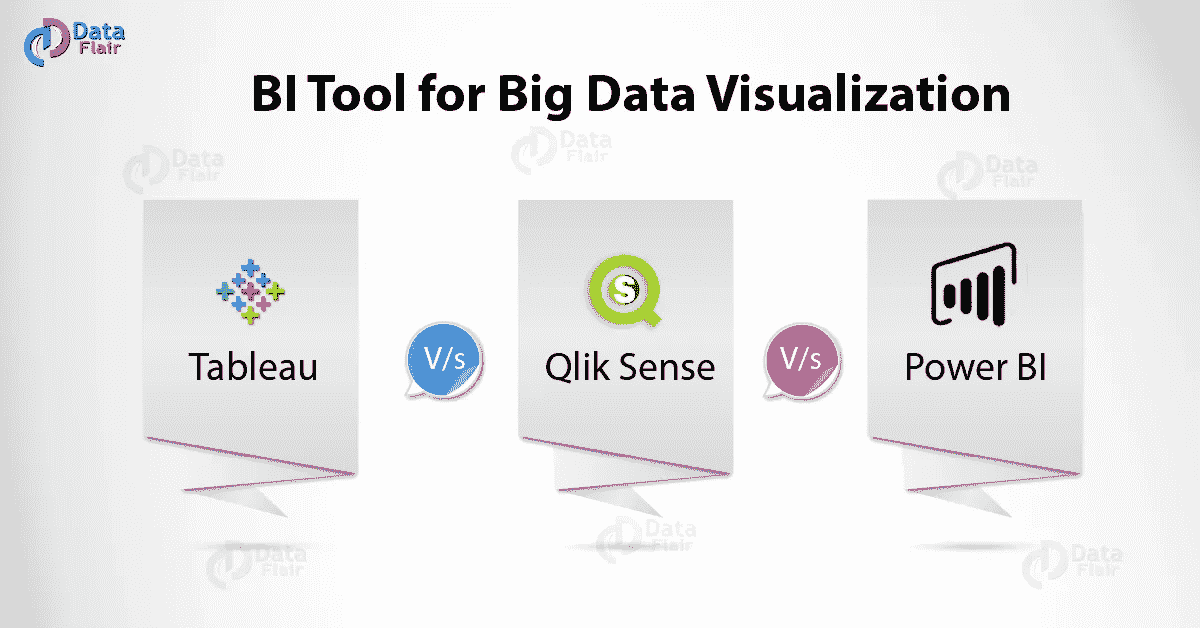 Data
Flair
BI Tool for Big Data Visualization
Data
Flair
Data
Flair
Data
Flair
S
Tableau
V/s
Qlik Sense
V/s
Power BI
Data
Flair
Data
Flair
Data
Flair